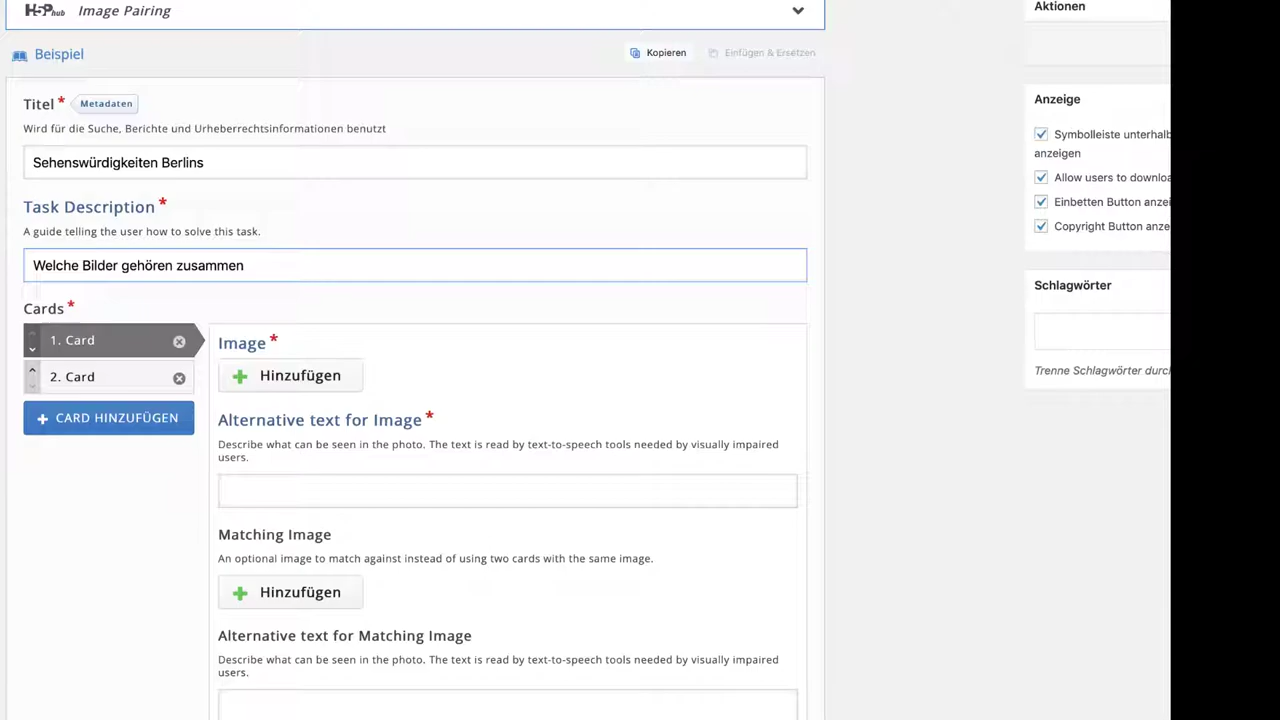 H5P hub Image Pairing
Beispiel
Kopieren
Einfügen & Ersetzen
Titel*
Metadaten
Wird für die Suche, Berichte und Urheberrechtsinformationen benutzt
Sehenswürdigkeiten Berlins
Task Description*
A guide telling the user how to solve this task.
Welche Bilder gehören zusammen
Cards*
1. Card
2. Card
CARD HINZUFÜGEN
Image*
Hinzufügen
Alternative text for Image*
Describe what can be seen in the photo. The text is read by text-to-speech tools needed by visually impaired
users.
Matching Image
An optional image to match against instead of using two cards with the same image.
Hinzufügen
Alternative text for Matching Image
Describe what can be seen in the photo. The text is read by text-to-speech tools needed by visually impaired
users.
Aktionen
Anzeige
Symbolleiste unterhalb
anzeigen
Allow users to downloa
Einbetten Button anzei
Copyright Button anze
Schlagwörter
Trenne Schlagwörter durc